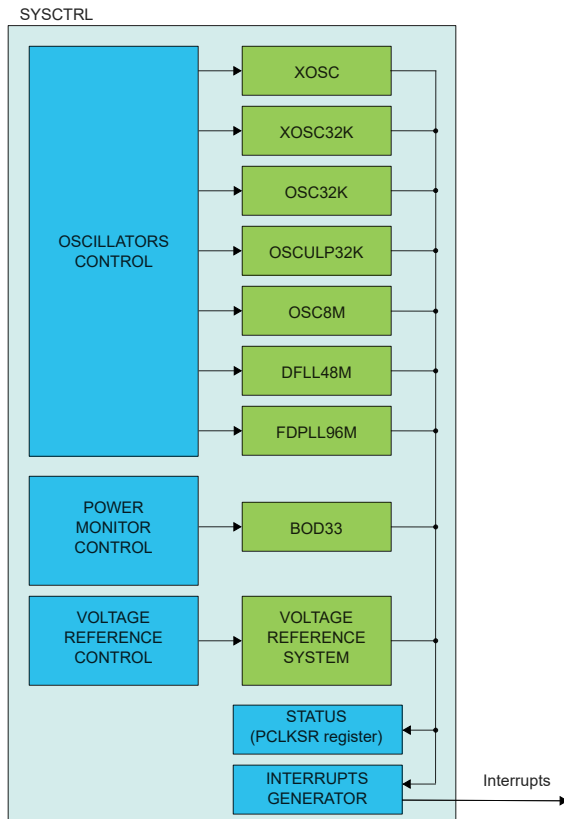 SYSCTRL
XOSC
XOSC32K
OSC32K
OSCILLATORS
CONTROL
OSCULP32K
OSC8M
DFLL48M
FDPLL96M
POWER
MONITOR
CONTROL
BOD33
VOLTAGE
REFERENCE
CONTROL
VOLTAGE
REFERENCE
SYSTEM
STATUS
(PCLKSR register)
INTERRUPTS
GENERATOR
Interrupts